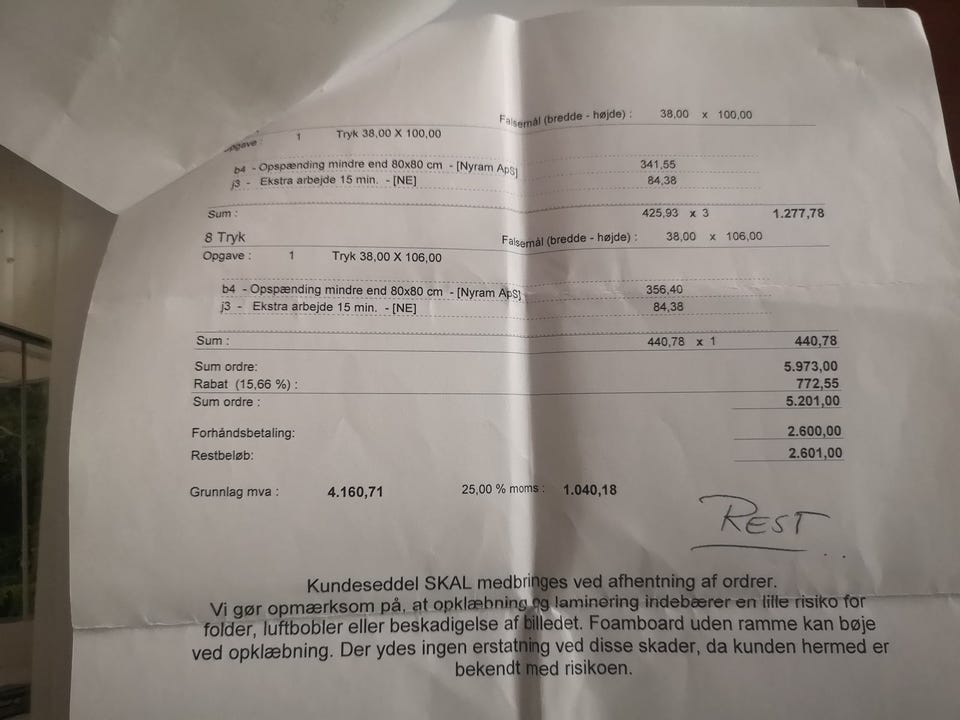 Falsemål (bredde - højde) : 38,00 x 100,00
Opgave : 1 Tryk 38,00 X 100,00
b4 - Opspænding mindre end 80x80 cm - [Nyram ApS] 341,55
j3 - Ekstra arbejde 15 min. - [NE] 84,38
Sum : 425,93 x 3 1.277,78
8 Tryk Falsemål (bredde - højde) : 38,00 x 106,00
Opgave : 1 Tryk 38,00 X 106,00
b4 - Opspænding mindre end 80x80 cm - [Nyram ApS] 356,40
j3 - Ekstra arbejde 15 min. - [NE] 84,38
Sum : 440,78 x 1 440,78
Sum ordre: 5.973,00
Rabat (15,66 %) : 772,55
Sum ordre : 5.201,00
Forhåndsbetaling: 2.600,00
Restbeløb: 2.601,00
Grunnlag mva : 4.160,71 25,00 % moms : 1.040,18
REST
Kundeseddel SKAL medbringes ved afhentning af ordrer.
Vi gør opmærksom på, at opklæbning og laminering indebærer en lille risiko for
folder, luftbobler eller beskadigelse af billedet. Foamboard uden ramme kan bøje
ved opklæbning. Der ydes ingen erstatning ved disse skader, da kunden hermed er
bekendt med risikoen.